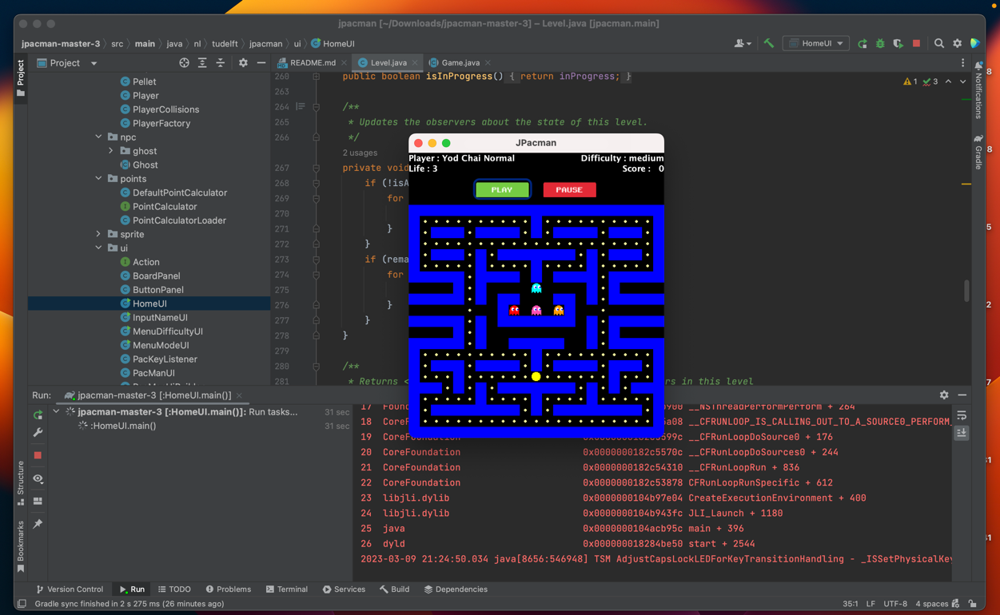 jpacman [~/Downloads/jpacman-master-3] – Level.java [jpacman.main]
jpacman-master-3 > src > main > java > nl > tudelft > jpacman > ui > HomeUI
HomeUI
Project
Project
README.md
Level.java
Game.java
Pellet
Player
PlayerCollisions
PlayerFactory
npc
ghost
Ghost
points
DefaultPointCalculator
PointCalculator
PointCalculatorLoader
sprite
ui
Action
BoardPanel
ButtonPanel
HomeUI
InputNameUI
MenuDifficultyUI
MenuModeUI
PacKeyListener
PacManUI
260 public boolean isInProgress() { return inProgress; }
1 3
263
264 /**
265 * Updates the observers about the state of this level.
266 */
2 usages
267 private void
268 if (!isA
269 for
270
271 }
272 }
273 if (rema
274 for
275
276 }
277 }
278 }
279
280 /**
281 * Returns < rs in this level
Notifications
Gradle
JPacman
Player : Yod Chai Normal Difficulty : medium
Life : 3 Score : 0
PLAY PAUSE
Run: jpacman-master-3 [:HomeUI.main()]
jpacman-master-3 [:HomeUI.main()]: Run tasks... 31 sec
:HomeUI.main() 31 sec
17 Found __NSThreadPerformPerform + 264
18 CoreF 5a08 __CFRUNLOOP_IS_CALLING_OUT_TO_A_SOURCE0_PERFORM_
19 CoreFoundation 0x0000000182c5599c __CFRunLoopDoSource0 + 176
20 CoreFoundation 0x0000000182c5570c __CFRunLoopDoSources0 + 244
21 CoreFoundation 0x0000000182c54310 __CFRunLoopRun + 836
22 CoreFoundation 0x0000000182c53878 CFRunLoopRunSpecific + 612
23 libjli.dylib 0x0000000104b97e04 CreateExecutionEnvironment + 400
24 libjli.dylib 0x0000000104b943fc JLI_Launch + 1180
25 java 0x0000000104acb95c main + 396
26 dyld 0x000000018284be50 start + 2544
2023-03-09 21:24:50.034 java[8656:546948] TSM AdjustCapsLockLEDForKeyTransitionHandling - _ISSetPhysicalKey
Structure
Bookmarks
Version Control Run TODO Problems Terminal Services Build Dependencies
Gradle sync finished in 2 s 275 ms (26 minutes ago) 35:1 LF UTF-8 4 spaces